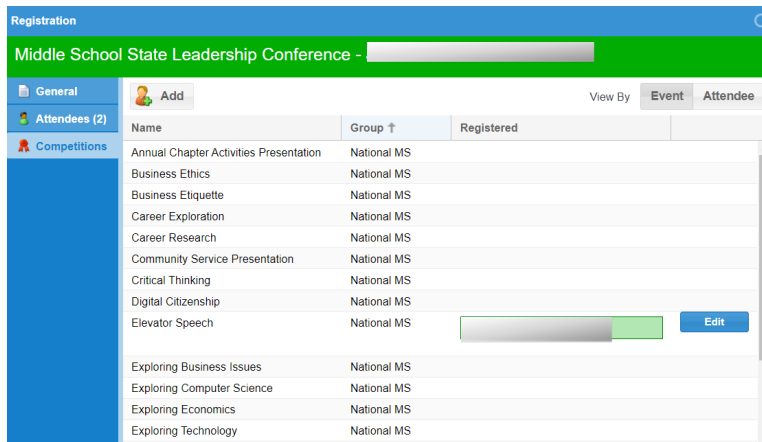 Registration
Middle School State Leadership Conference -
General
Attendees (2)
Competitions
Add
View By Event Attendee
Name Group ↑ Registered
Annual Chapter Activities Presentation National MS
Business Ethics National MS
Business Etiquette National MS
Career Exploration National MS
Career Research National MS
Community Service Presentation National MS
Critical Thinking National MS
Digital Citizenship National MS
Elevator Speech National MS Edit
Exploring Business Issues National MS
Exploring Computer Science National MS
Exploring Economics National MS
Exploring Technology National MS